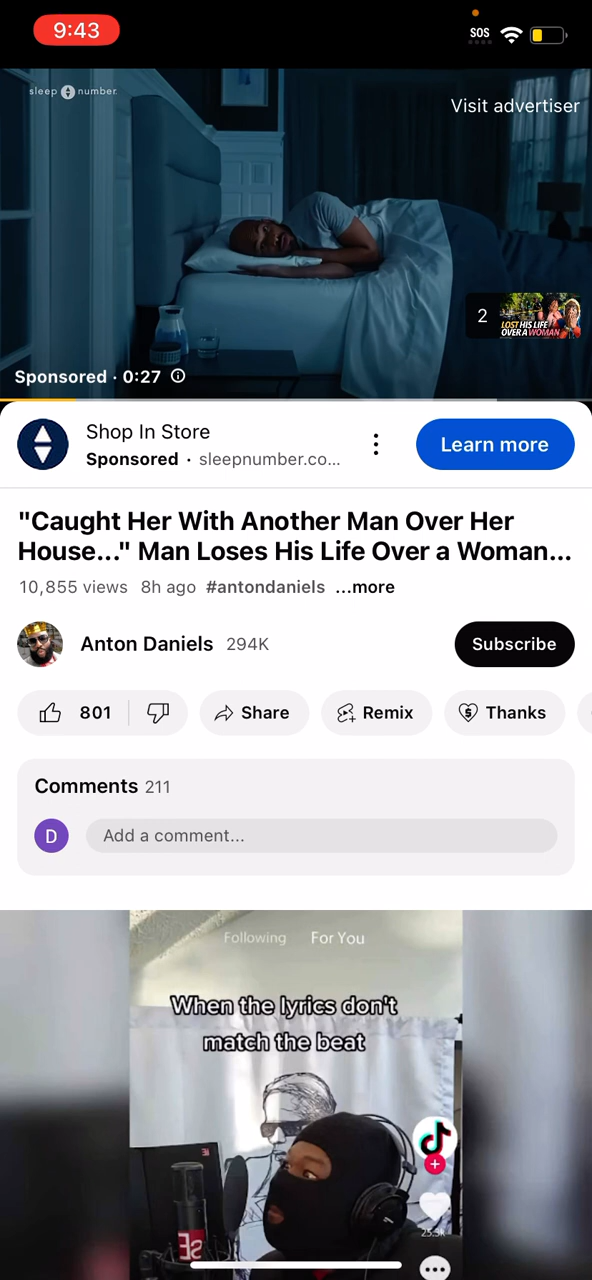 9:43
SOS
sleep number
Visit advertiser
2
LOST HIS LIFE
OVER A WOMAN
Sponsored · 0:27
Shop In Store
Sponsored · sleepnumber.co...
Learn more
"Caught Her With Another Man Over Her
House..." Man Loses His Life Over a Woman...
10,855 views 8h ago #antondaniels ...more
Anton Daniels 294K
Subscribe
801
Share
Remix
Thanks
Comments 211
D
Add a comment...
Following For You
When the lyrics don't
match the beat
25.3k
SE